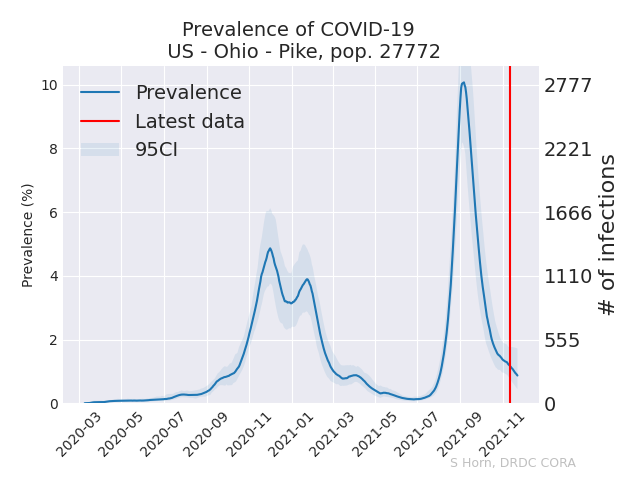 Prevalence of COVID-19
US - Ohio - Pike, pop. 27772
Prevalence
Latest data
95CI
Prevalence (%)
10
8
6
4
2
0
2777
2221
1666
1110
555
0
# of infections
2020-03
2020-05
2020-07
2020-09
2020-11
2021-01
2021-03
2021-05
2021-07
2021-09
2021-11
S Horn, DRDC CORA